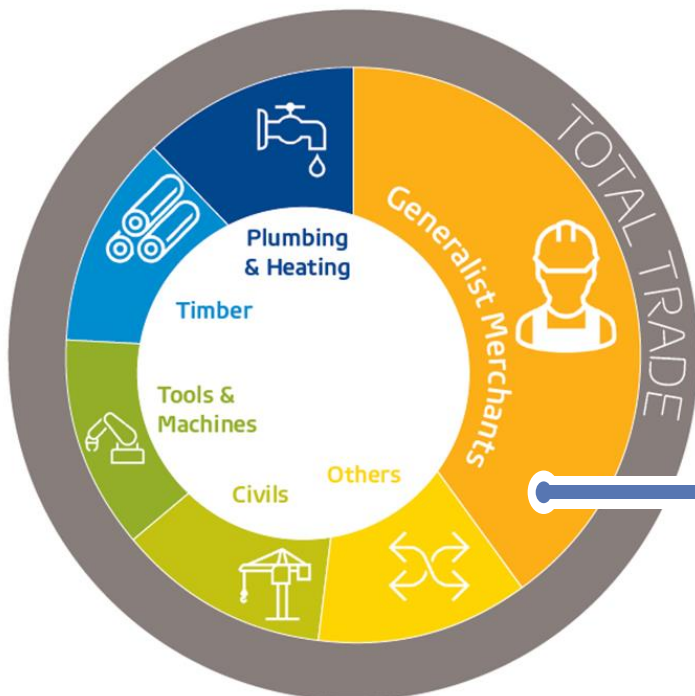 TOTAL TRADE
Generalist Merchants
Plumbing
& Heating
Timber
Tools &
Machines
Civils
Others